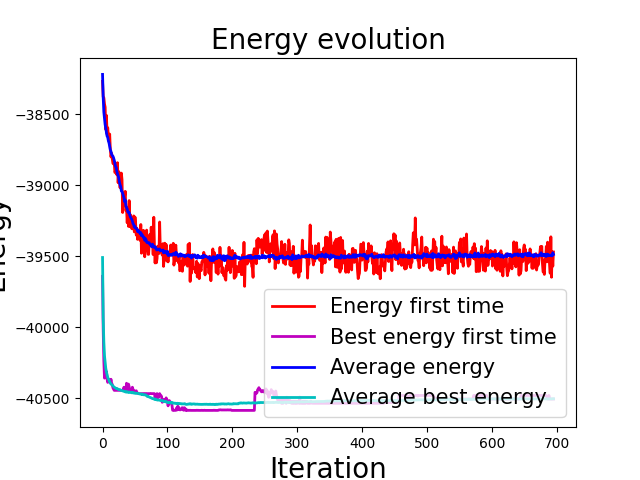 Energy evolution
−38500
−39000
−39500
−40000
−40500
0 100 200 300 400 500 600 700
Iteration
Energy first time
Best energy first time
Average energy
Average best energy